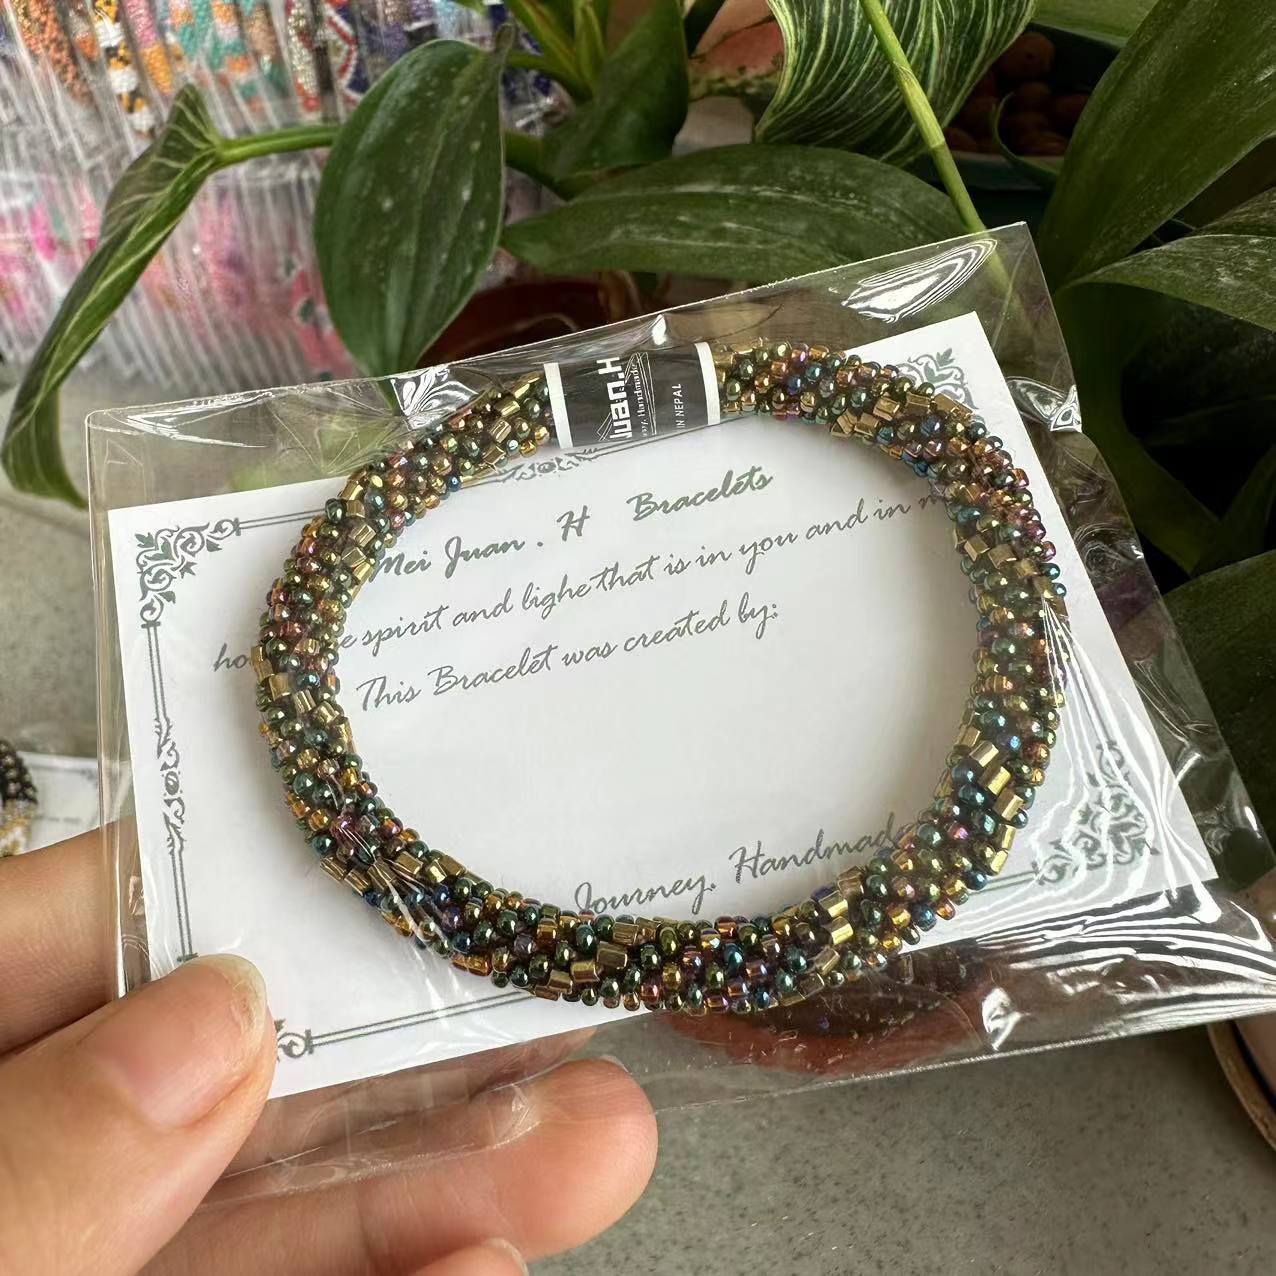 H.
Juan
Handmade
IN NEPAL
Mei Juan . H Bracelets
spirit and lighe that is in you and in
This Bracelet was created by:
Journey. Handmad